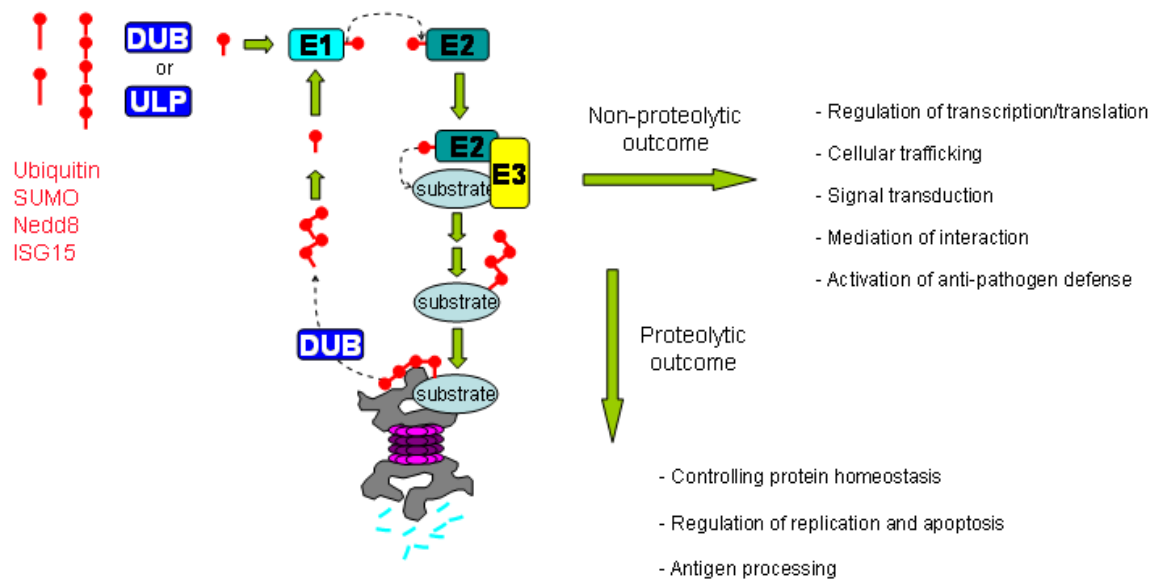 DUB
or
ULP
Ubiquitin
SUMO
Nedd8
ISG15
E1
E2
E2
E3
substrate
substrate
DUB
substrate
Non-proteolytic
outcome
- Regulation of transcription/translation
- Cellular trafficking
- Signal transduction
- Mediation of interaction
- Activation of anti-pathogen defense
Proteolytic
outcome
- Controlling protein homeostasis
- Regulation of replication and apoptosis
- Antigen processing